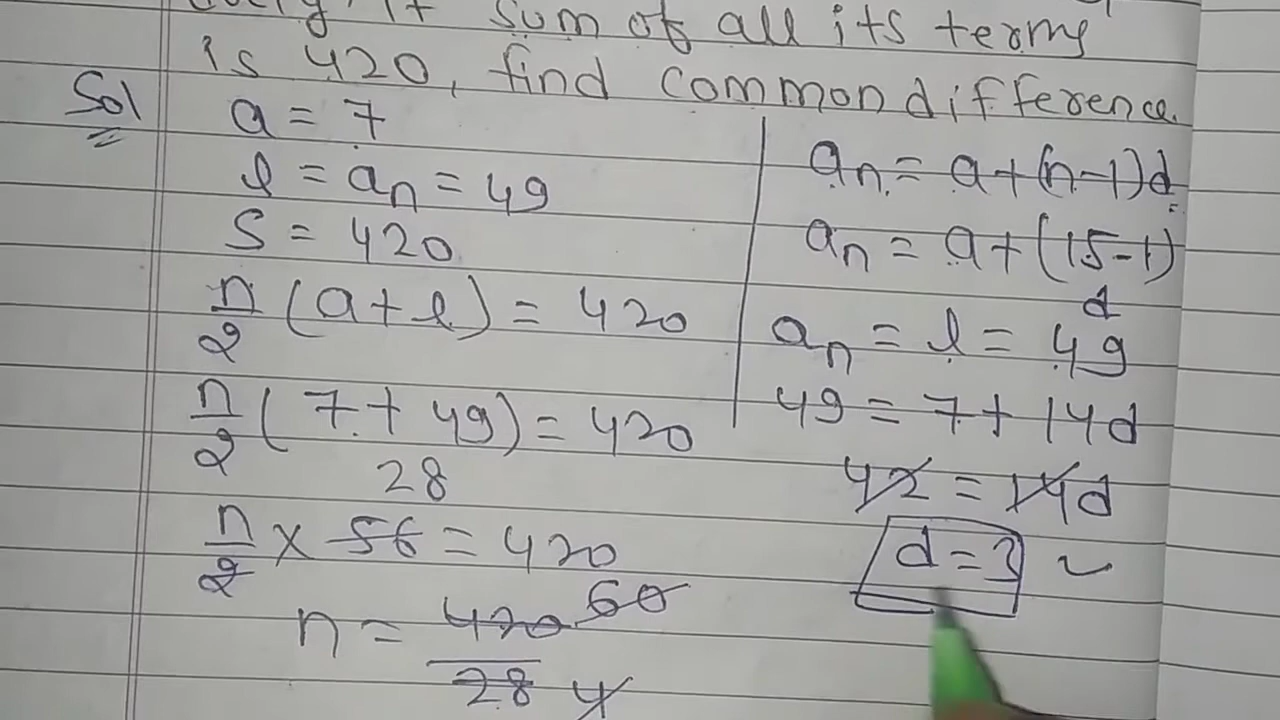 if sum of all its terms
is 420, find common difference.
Sol
a = 7
l = an = 49
S = 420
n/2 (a + l) = 420
n/2 (7 + 49) = 420
28
n/2 × 56 = 420
n = 420 60
28 4
an = a + (n-1)d
an = a + (15-1)
d
an = l = 49
49 = 7 + 14d
42 = 14d
d = 3